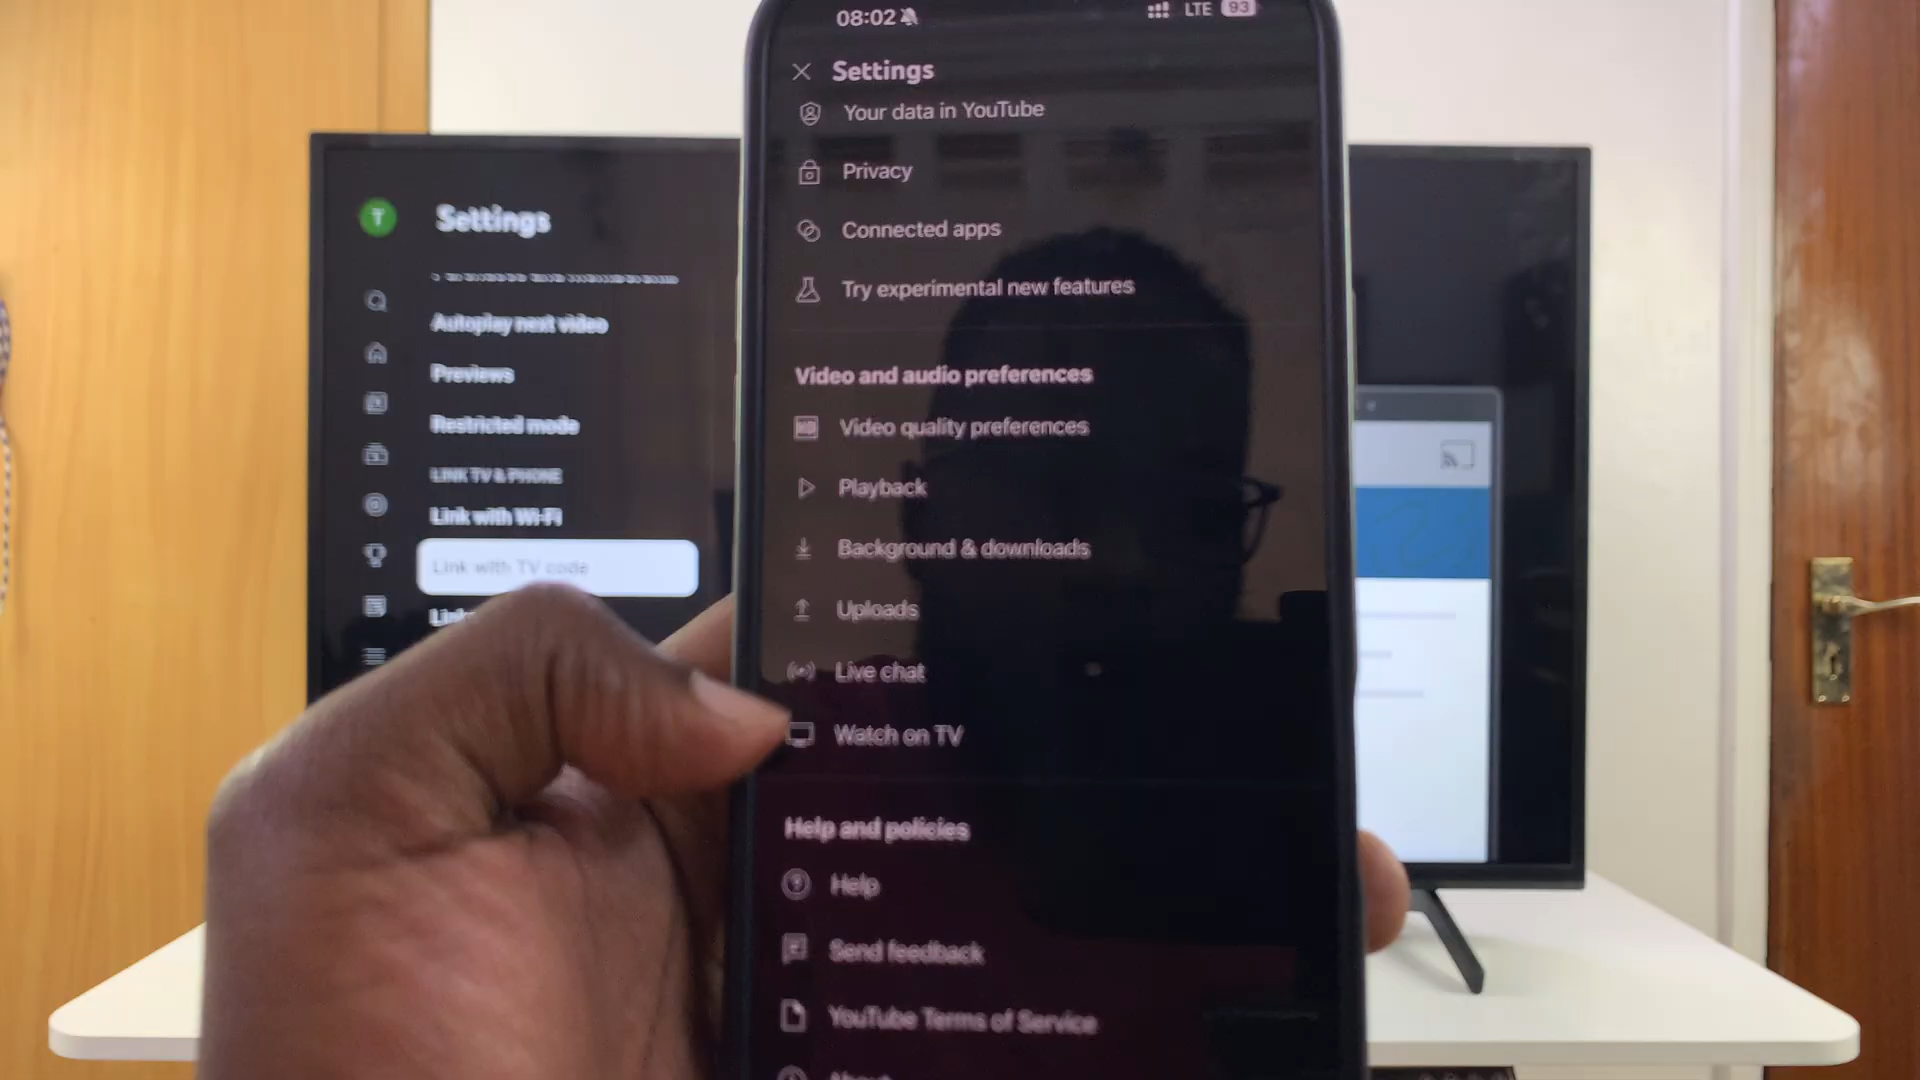 08:02
LTE 93
Settings
Your data in YouTube
Privacy
Connected apps
Try experimental new features
Video and audio preferences
HD
Video quality preferences
Playback
Background & downloads
Uploads
Live chat
Watch on TV
Help and policies
Help
Send feedback
YouTube Terms of Service
About
T
Settings
Autoplay next video
Previews
Restricted mode
LINK TV & PHONE
Link with Wi-Fi
Link with TV code